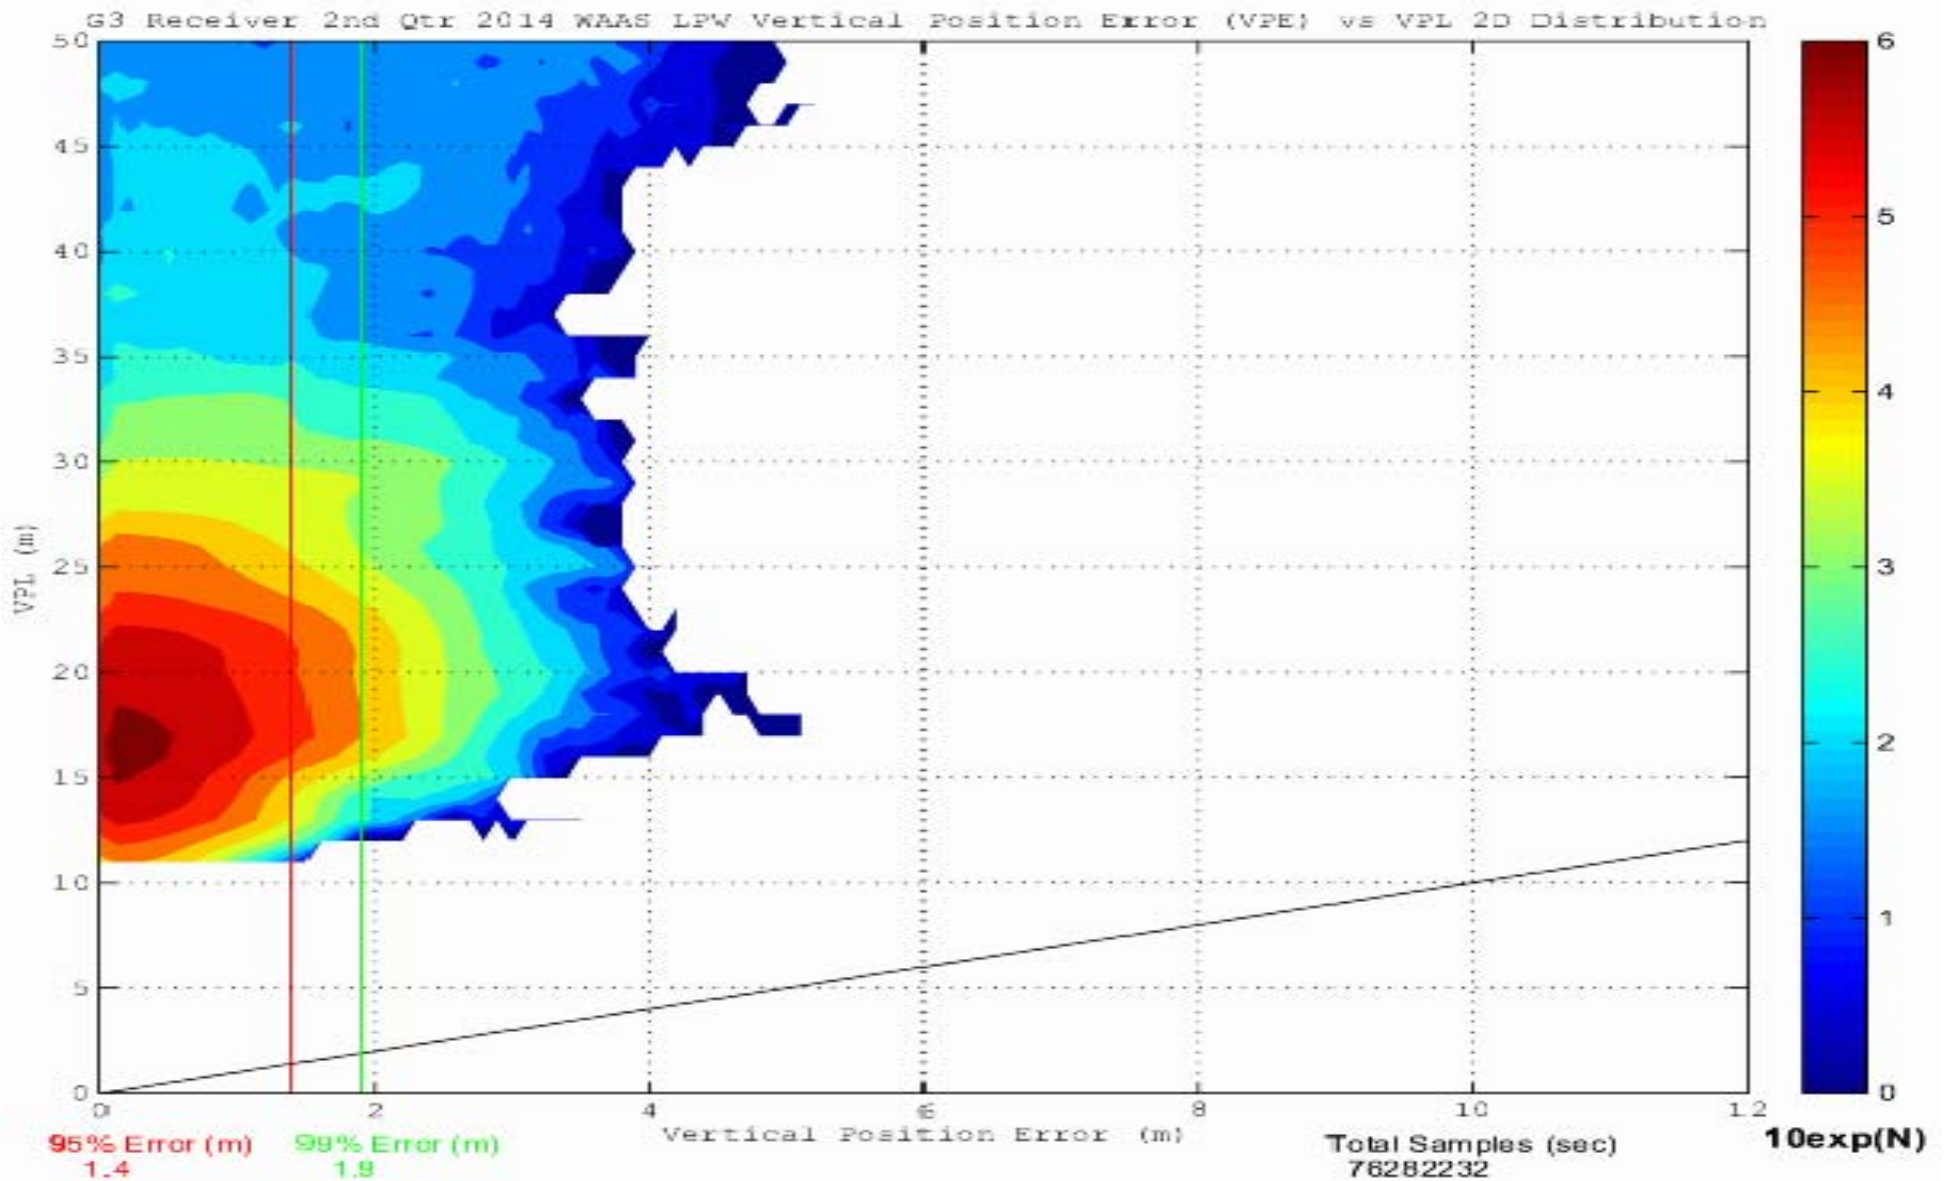 G3 Receiver 2nd Qtr 2014 WAAS LPV Vertical Position Error (VPE) vs VPL 2D Distribution
50
45
40
35
30
25
20
15
10
5
0
VPL (m)
0 2 4 6 8 10 12
Vertical Position Error (m)
6
5
4
3
2
1
0
10exp(N)
95% Error (m)
1.4
99% Error (m)
1.9
Total Samples (sec)
76282232